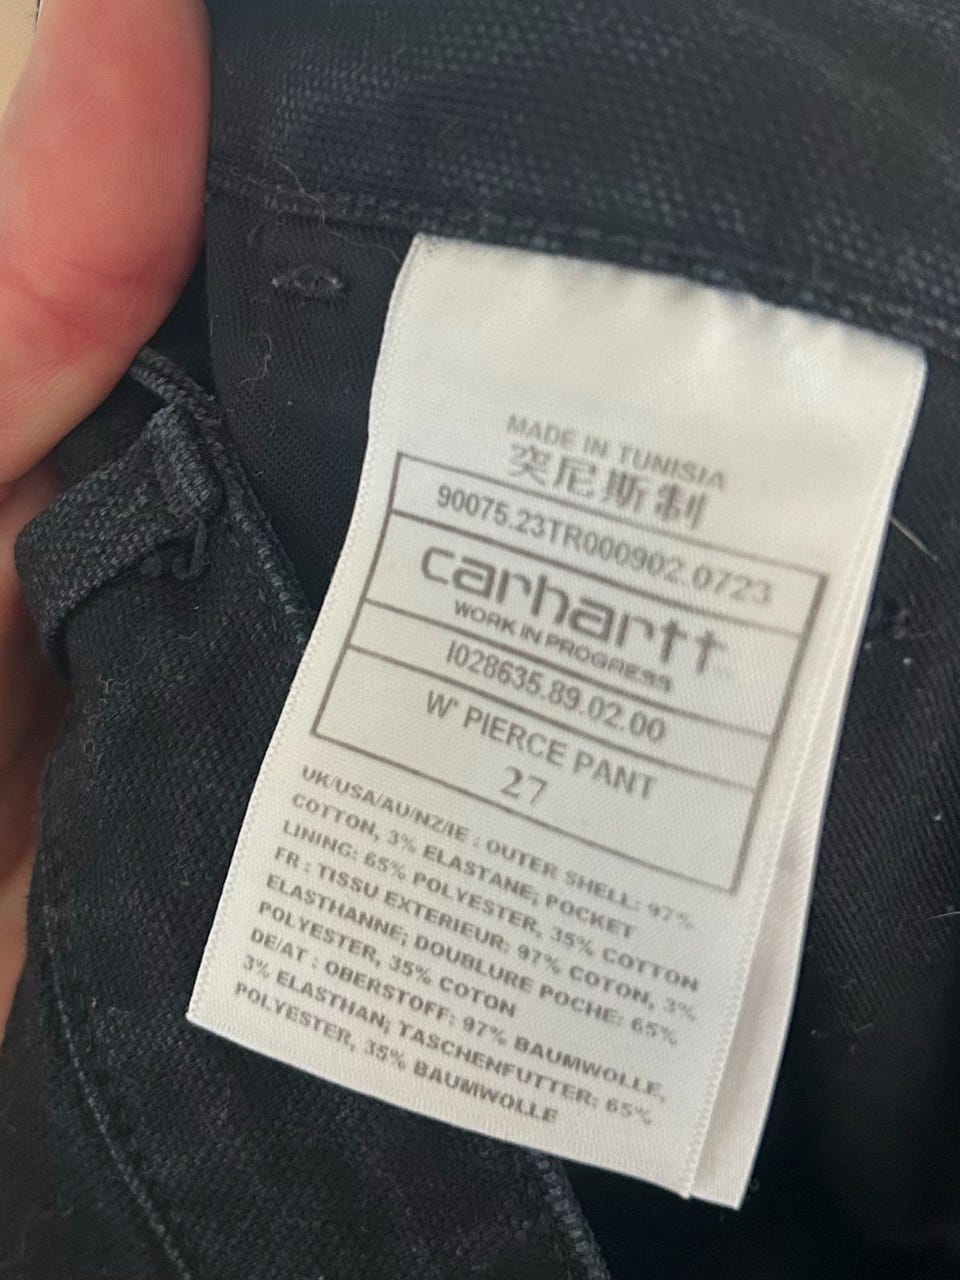 MADE IN TUNISIA
突尼斯制
90075.23TR000902.0723
carhartt
WORK IN PROGRESS
I028635.89.02.00
W' PIERCE PANT
27
UK/USA/AU/NZ/IE : OUTER SHELL: 97%
COTTON, 3% ELASTANE; POCKET
LINING: 65% POLYESTER, 35% COTTON
FR : TISSU EXTERIEUR: 97% COTON, 3%
ELASTHANNE; DOUBLURE POCHE: 65%
POLYESTER, 35% COTON
DE/AT : OBERSTOFF: 97% BAUMWOLLE,
3% ELASTHAN; TASCHENFUTTER: 65%
POLYESTER, 35% BAUMWOLLE